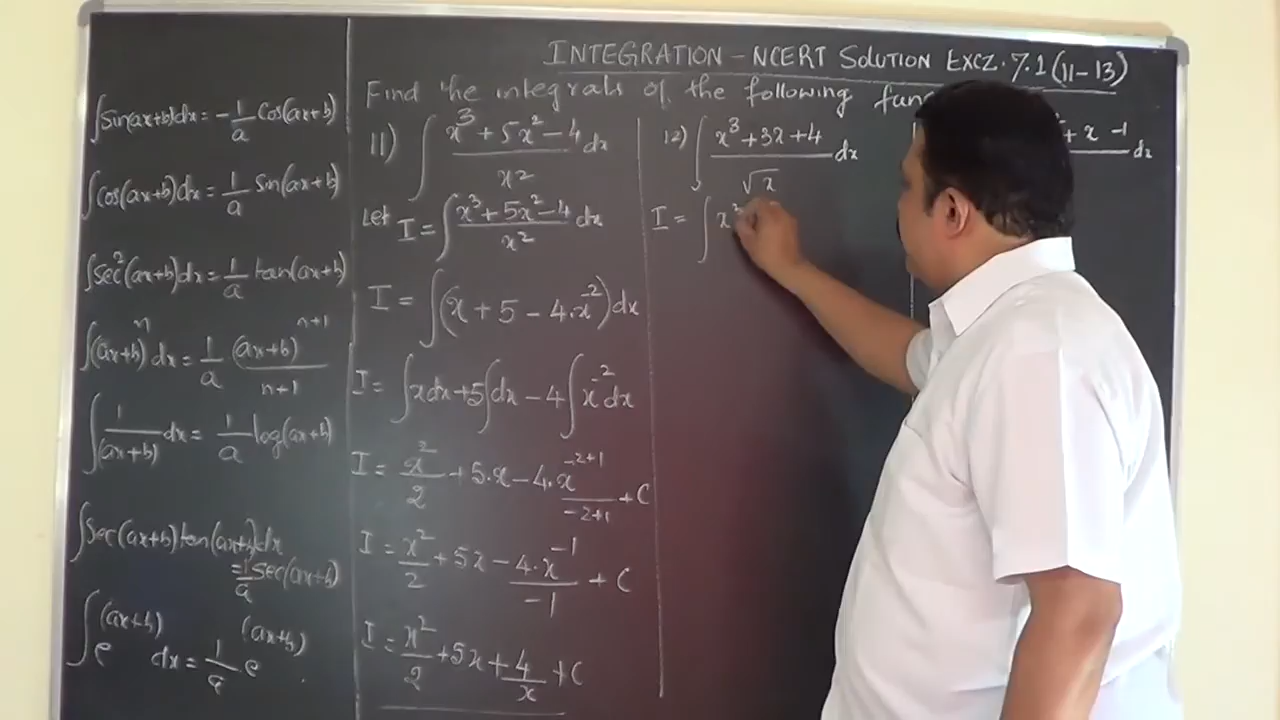 INTEGRATION - NCERT SOLUTION EXCZ. 7.1 (11-13)
Find the integrals of the following
∫Sin(ax+b)dx = -1/a Cos(ax+b)
∫Cos(ax+b)dx = 1/a Sin(ax+b)
∫Sec²(ax+b)dx = 1/a tan(ax+b)
∫(ax+b)ⁿ dx = 1/a (ax+b)ⁿ⁺¹/n+1
∫1/(ax+b) dx = 1/a log(ax+b)
∫Sec(ax+b)tan(ax+b)dx
= 1/a sec(ax+b)
∫e^(ax+b) dx = 1/a e^(ax+b)
11) ∫ x³ + 5x² - 4/x² dx
Let I = ∫ x³ + 5x² - 4/x² dx
I = ∫(x + 5 - 4.x⁻²)dx
I = ∫xdx + 5∫dx - 4∫x⁻²dx
I = x²/2 + 5.x - 4.x⁻²⁺¹/-2+1 + C
I = x²/2 + 5x - 4.x⁻¹/-1 + C
I = x²/2 + 5x + 4/x + C
12) ∫ x³ + 3x + 4/√x dx
I = ∫ x
+ x - 1 dx